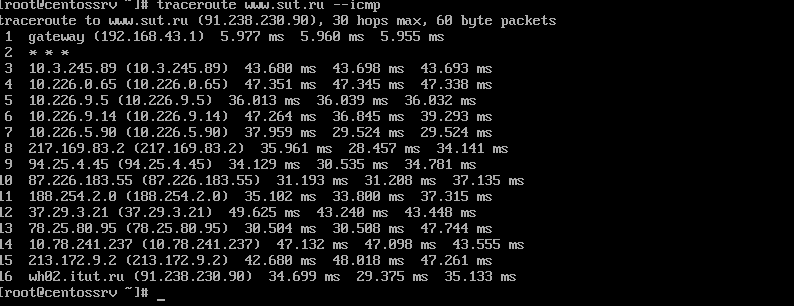 [root@centossrv ~]# traceroute www.sut.ru --icmp
traceroute to www.sut.ru (91.238.230.90), 30 hops max, 60 byte packets
1 gateway (192.168.43.1) 5.977 ms 5.960 ms 5.955 ms
2 * * *
3 10.3.245.89 (10.3.245.89) 43.680 ms 43.698 ms 43.693 ms
4 10.226.0.65 (10.226.0.65) 47.351 ms 47.345 ms 47.338 ms
5 10.226.9.5 (10.226.9.5) 36.013 ms 36.039 ms 36.032 ms
6 10.226.9.14 (10.226.9.14) 47.264 ms 36.845 ms 39.293 ms
7 10.226.5.90 (10.226.5.90) 37.959 ms 29.524 ms 29.524 ms
8 217.169.83.2 (217.169.83.2) 35.961 ms 28.457 ms 34.141 ms
9 94.25.4.45 (94.25.4.45) 34.129 ms 30.535 ms 34.781 ms
10 87.226.183.55 (87.226.183.55) 31.193 ms 31.208 ms 37.135 ms
11 188.254.2.0 (188.254.2.0) 35.102 ms 33.800 ms 37.315 ms
12 37.29.3.21 (37.29.3.21) 49.625 ms 43.240 ms 43.448 ms
13 78.25.80.95 (78.25.80.95) 30.504 ms 30.508 ms 47.744 ms
14 10.78.241.237 (10.78.241.237) 47.132 ms 47.098 ms 43.555 ms
15 213.172.9.2 (213.172.9.2) 42.680 ms 48.018 ms 47.261 ms
16 wh02.itut.ru (91.238.230.90) 34.699 ms 29.375 ms 35.133 ms
[root@centossrv ~]# _